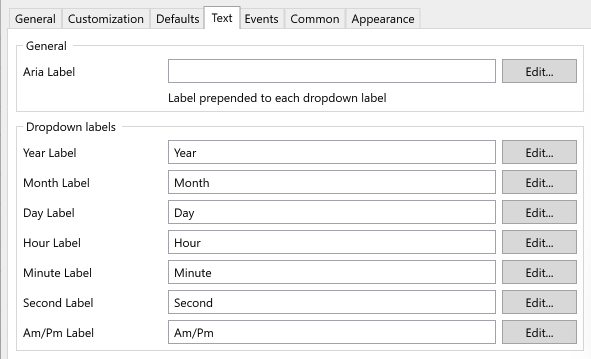 General Customization Defaults Text Events Common Appearance
General
Aria Label Edit...
Label prepended to each dropdown label
Dropdown labels
Year Label Year Edit...
Month Label Month Edit...
Day Label Day Edit...
Hour Label Hour Edit...
Minute Label Minute Edit...
Second Label Second Edit...
Am/Pm Label Am/Pm Edit...